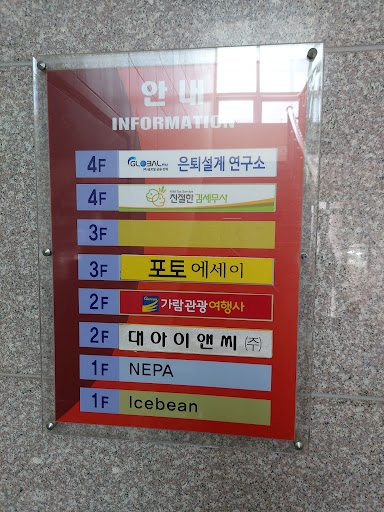 안내
INFORMATION
4F GLOBAL 은퇴설계 연구소
4F 친절한 김세무사
3F
3F 포토에세이
2F 가람관광여행사
2F 대아이앤씨 ㈜
1F NEPA
1F Icebean